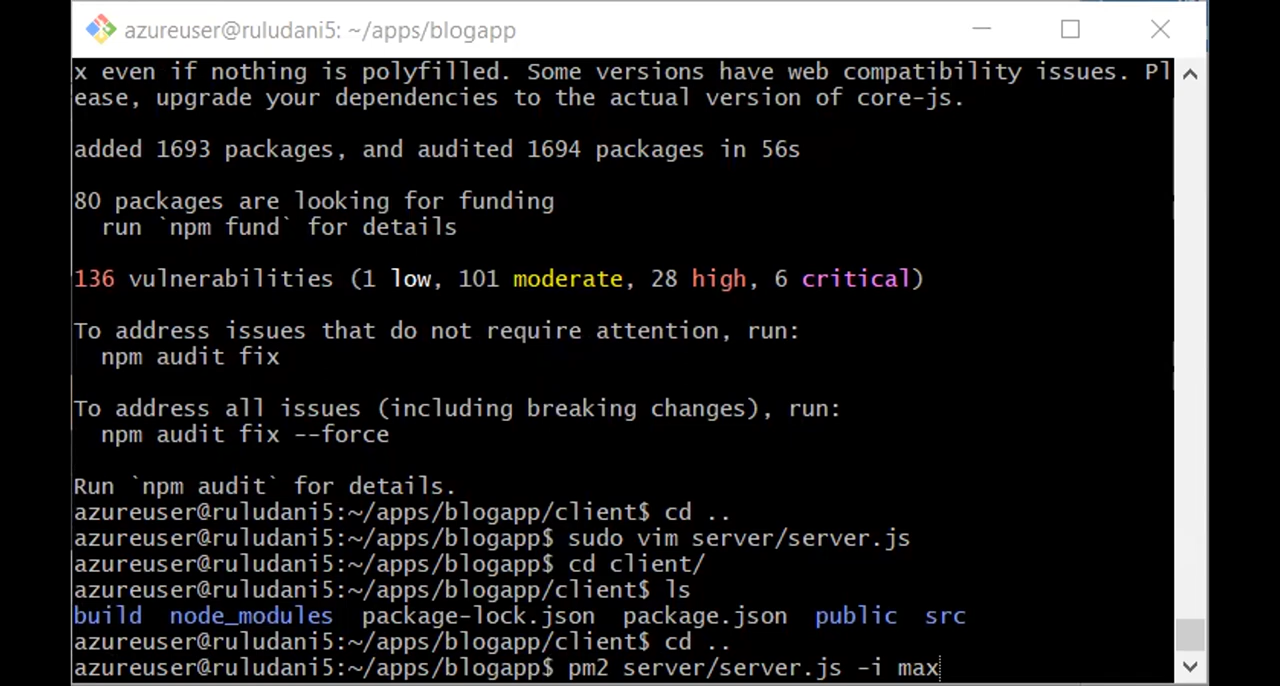 azureuser@ruludani5: ~/apps/blogapp
x even if nothing is polyfilled. Some versions have web compatibility issues. Pl
ease, upgrade your dependencies to the actual version of core-js.
added 1693 packages, and audited 1694 packages in 56s
80 packages are looking for funding
  run `npm fund` for details
136 vulnerabilities (1 low, 101 moderate, 28 high, 6 critical)
To address issues that do not require attention, run:
  npm audit fix
To address all issues (including breaking changes), run:
  npm audit fix --force
Run `npm audit` for details.
azureuser@ruludani5:~/apps/blogapp/client$ cd ..
azureuser@ruludani5:~/apps/blogapp$ sudo vim server/server.js
azureuser@ruludani5:~/apps/blogapp$ cd client/
azureuser@ruludani5:~/apps/blogapp/client$ ls
build  node_modules  package-lock.json  package.json  public  src
azureuser@ruludani5:~/apps/blogapp/client$ cd ..
azureuser@ruludani5:~/apps/blogapp$ pm2 server/server.js -i max